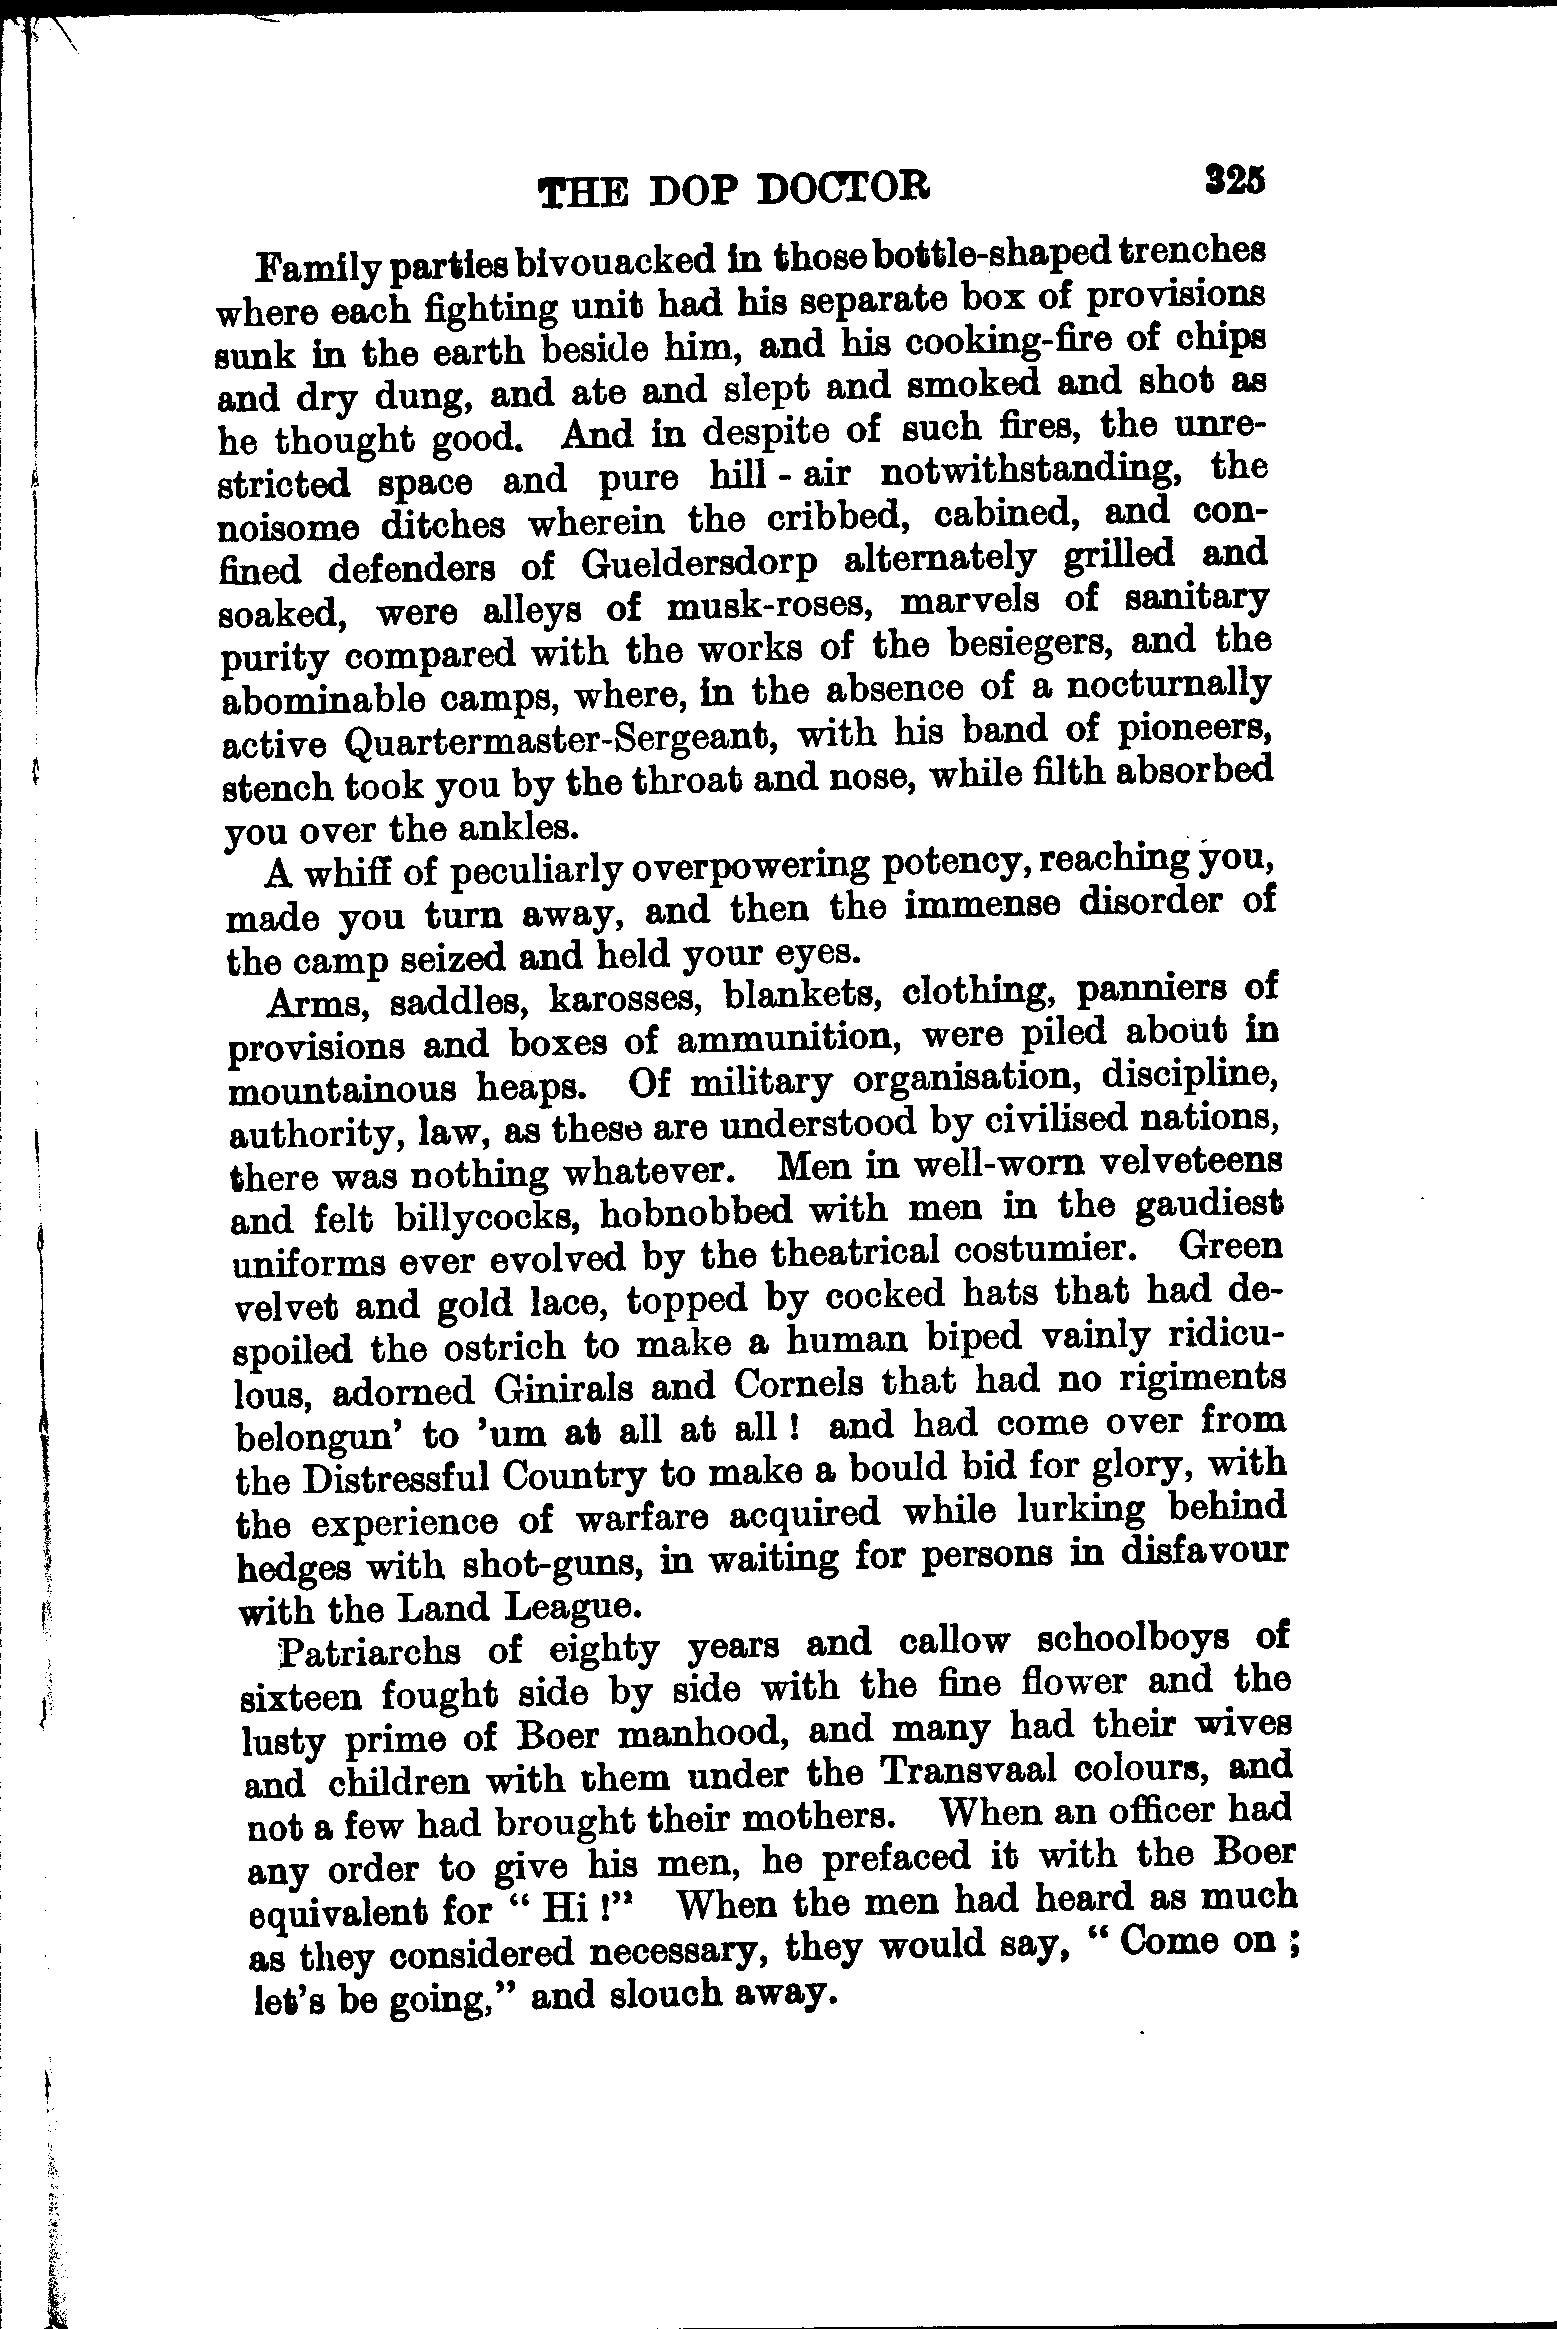 THE DOP DOCTOR 325
Family parties bivouacked in those bottle-shaped trenches
where each fighting unit had his separate box of provisions
sunk in the earth beside him, and his cooking-fire of chips
and dry dung, and ate and slept and smoked and shot as
he thought good. And in despite of such fires, the unre-
stricted space and pure hill - air notwithstanding, the
noisome ditches wherein the cribbed, cabined, and con-
fined defenders of Gueldersdorp alternately grilled and
soaked, were alleys of musk-roses, marvels of sanitary
purity compared with the works of the besiegers, and the
abominable camps, where, in the absence of a nocturnally
active Quartermaster-Sergeant, with his band of pioneers,
stench took you by the throat and nose, while filth absorbed
you over the ankles.
A whiff of peculiarly overpowering potency, reaching you,
made you turn away, and then the immense disorder of
the camp seized and held your eyes.
Arms, saddles, karosses, blankets, clothing, panniers of
provisions and boxes of ammunition, were piled about in
mountainous heaps. Of military organisation, discipline,
authority, law, as these are understood by civilised nations,
there was nothing whatever. Men in well-worn velveteens
and felt billycocks, hobnobbed with men in the gaudiest
uniforms ever evolved by the theatrical costumier. Green
velvet and gold lace, topped by cocked hats that had de-
spoiled the ostrich to make a human biped vainly ridicu-
lous, adorned Ginirals and Cornels that had no rigiments
belongun' to 'um at all at all ! and had come over from
the Distressful Country to make a bould bid for glory, with
the experience of warfare acquired while lurking behind
hedges with shot-guns, in waiting for persons in disfavour
with the Land League.
Patriarchs of eighty years and callow schoolboys of
sixteen fought side by side with the fine flower and the
lusty prime of Boer manhood, and many had their wives
and children with them under the Transvaal colours, and
not a few had brought their mothers. When an officer had
any order to give his men, he prefaced it with the Boer
equivalent for “ Hi !” When the men had heard as much
as they considered necessary, they would say, “ Come on ;
let's be going,” and slouch away.